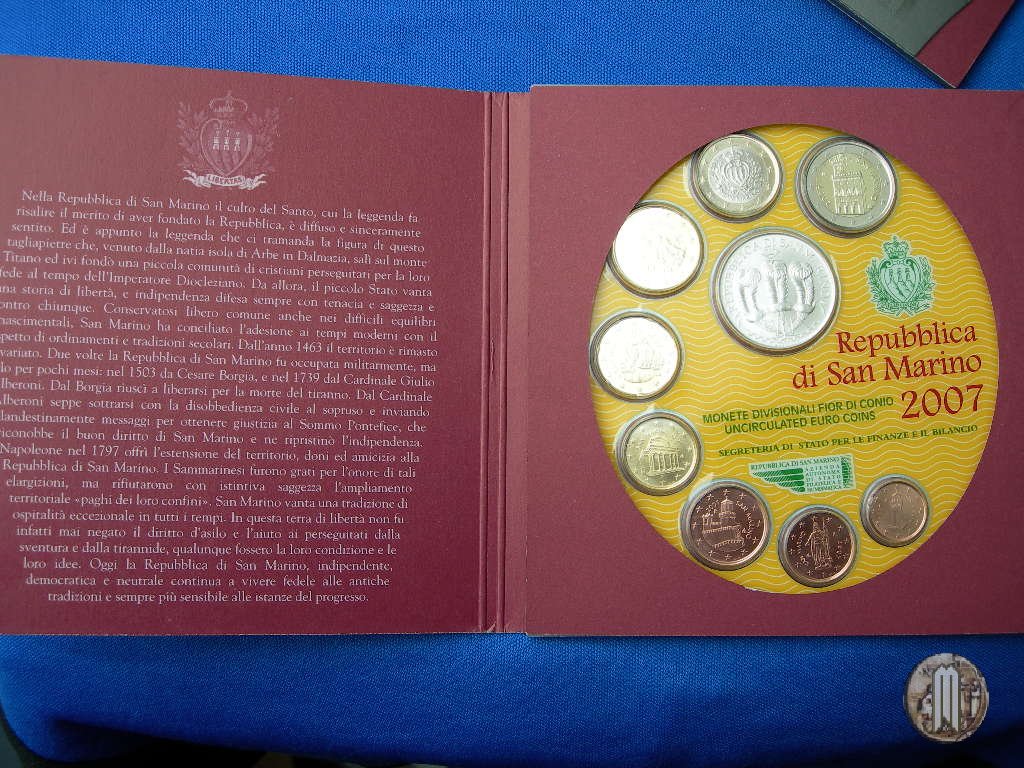 LIBERTAS
Nella Repubblica di San Marino il culto del Santo, cui la leggenda fa
risalire il merito di aver fondato la Repubblica, è diffuso e sinceramente
sentito. Ed è appunto la leggenda che ci tramanda la figura di questo
tagliapietre che, venuto dalla natia isola di Arbe in Dalmazia, salì sul monte
Titano ed ivi fondò una piccola comunità di cristiani perseguitati per la loro
fede al tempo dell'Imperatore Diocleziano. Da allora, il piccolo Stato vanta
una storia di libertà, e indipendenza difesa sempre con tenacia e saggezza e
contro chiunque. Conservatosi libero comune anche nei difficili equilibri
nascimentali, San Marino ha conciliato l'adesione ai tempi moderni con il
spetto di ordinamenti e tradizioni secolari. Dall'anno 1463 il territorio è rimasto
variato. Due volte la Repubblica di San Marino fu occupata militarmente, ma
lo per pochi mesi: nel 1503 da Cesare Borgia, e nel 1739 dal Cardinale Giulio
lberoni. Dal Borgia riuscì a liberarsi per la morte del tiranno. Dal Cardinale
Alberoni seppe sottrarsi con la disobbedienza civile al sopruso e inviando
landestinamente messaggi per ottenere giustizia al Sommo Pontefice, che
riconobbe il buon diritto di San Marino e ne ripristinò l'indipendenza.
Napoleone nel 1797 offrì l'estensione del territorio, doni ed amicizia alla
Repubblica di San Marino. I Sammarinesi furono grati per l'onore di tali
elargizioni, ma rifiutarono con istintiva saggezza l'ampliamento
territoriale «paghi dei loro confini». San Marino vanta una tradizione di
ospitalità eccezionale in tutti i tempi. In questa terra di libertà non fu
infatti mai negato il diritto d'asilo e l'aiuto ai perseguitati dalla
sventura e dalla tirannide, qualunque fossero la loro condizione e le
loro idee. Oggi la Repubblica di San Marino, indipendente,
democratica e neutrale continua a vivere fedele alle antiche
tradizioni e sempre più sensibile alle istanze del progresso.
Repubblica
di San Marino
2007
MONETE DIVISIONALI FIOR DI CONIO
UNCIRCULATED EURO COINS
SEGRETERIA DI STATO PER LE FINANZE E IL BILANCIO
REPUBBLICA DI SAN MARINO
AZIENDA
AUTONOMA
DI STATO
FILATELICA E
NUMISMATICA